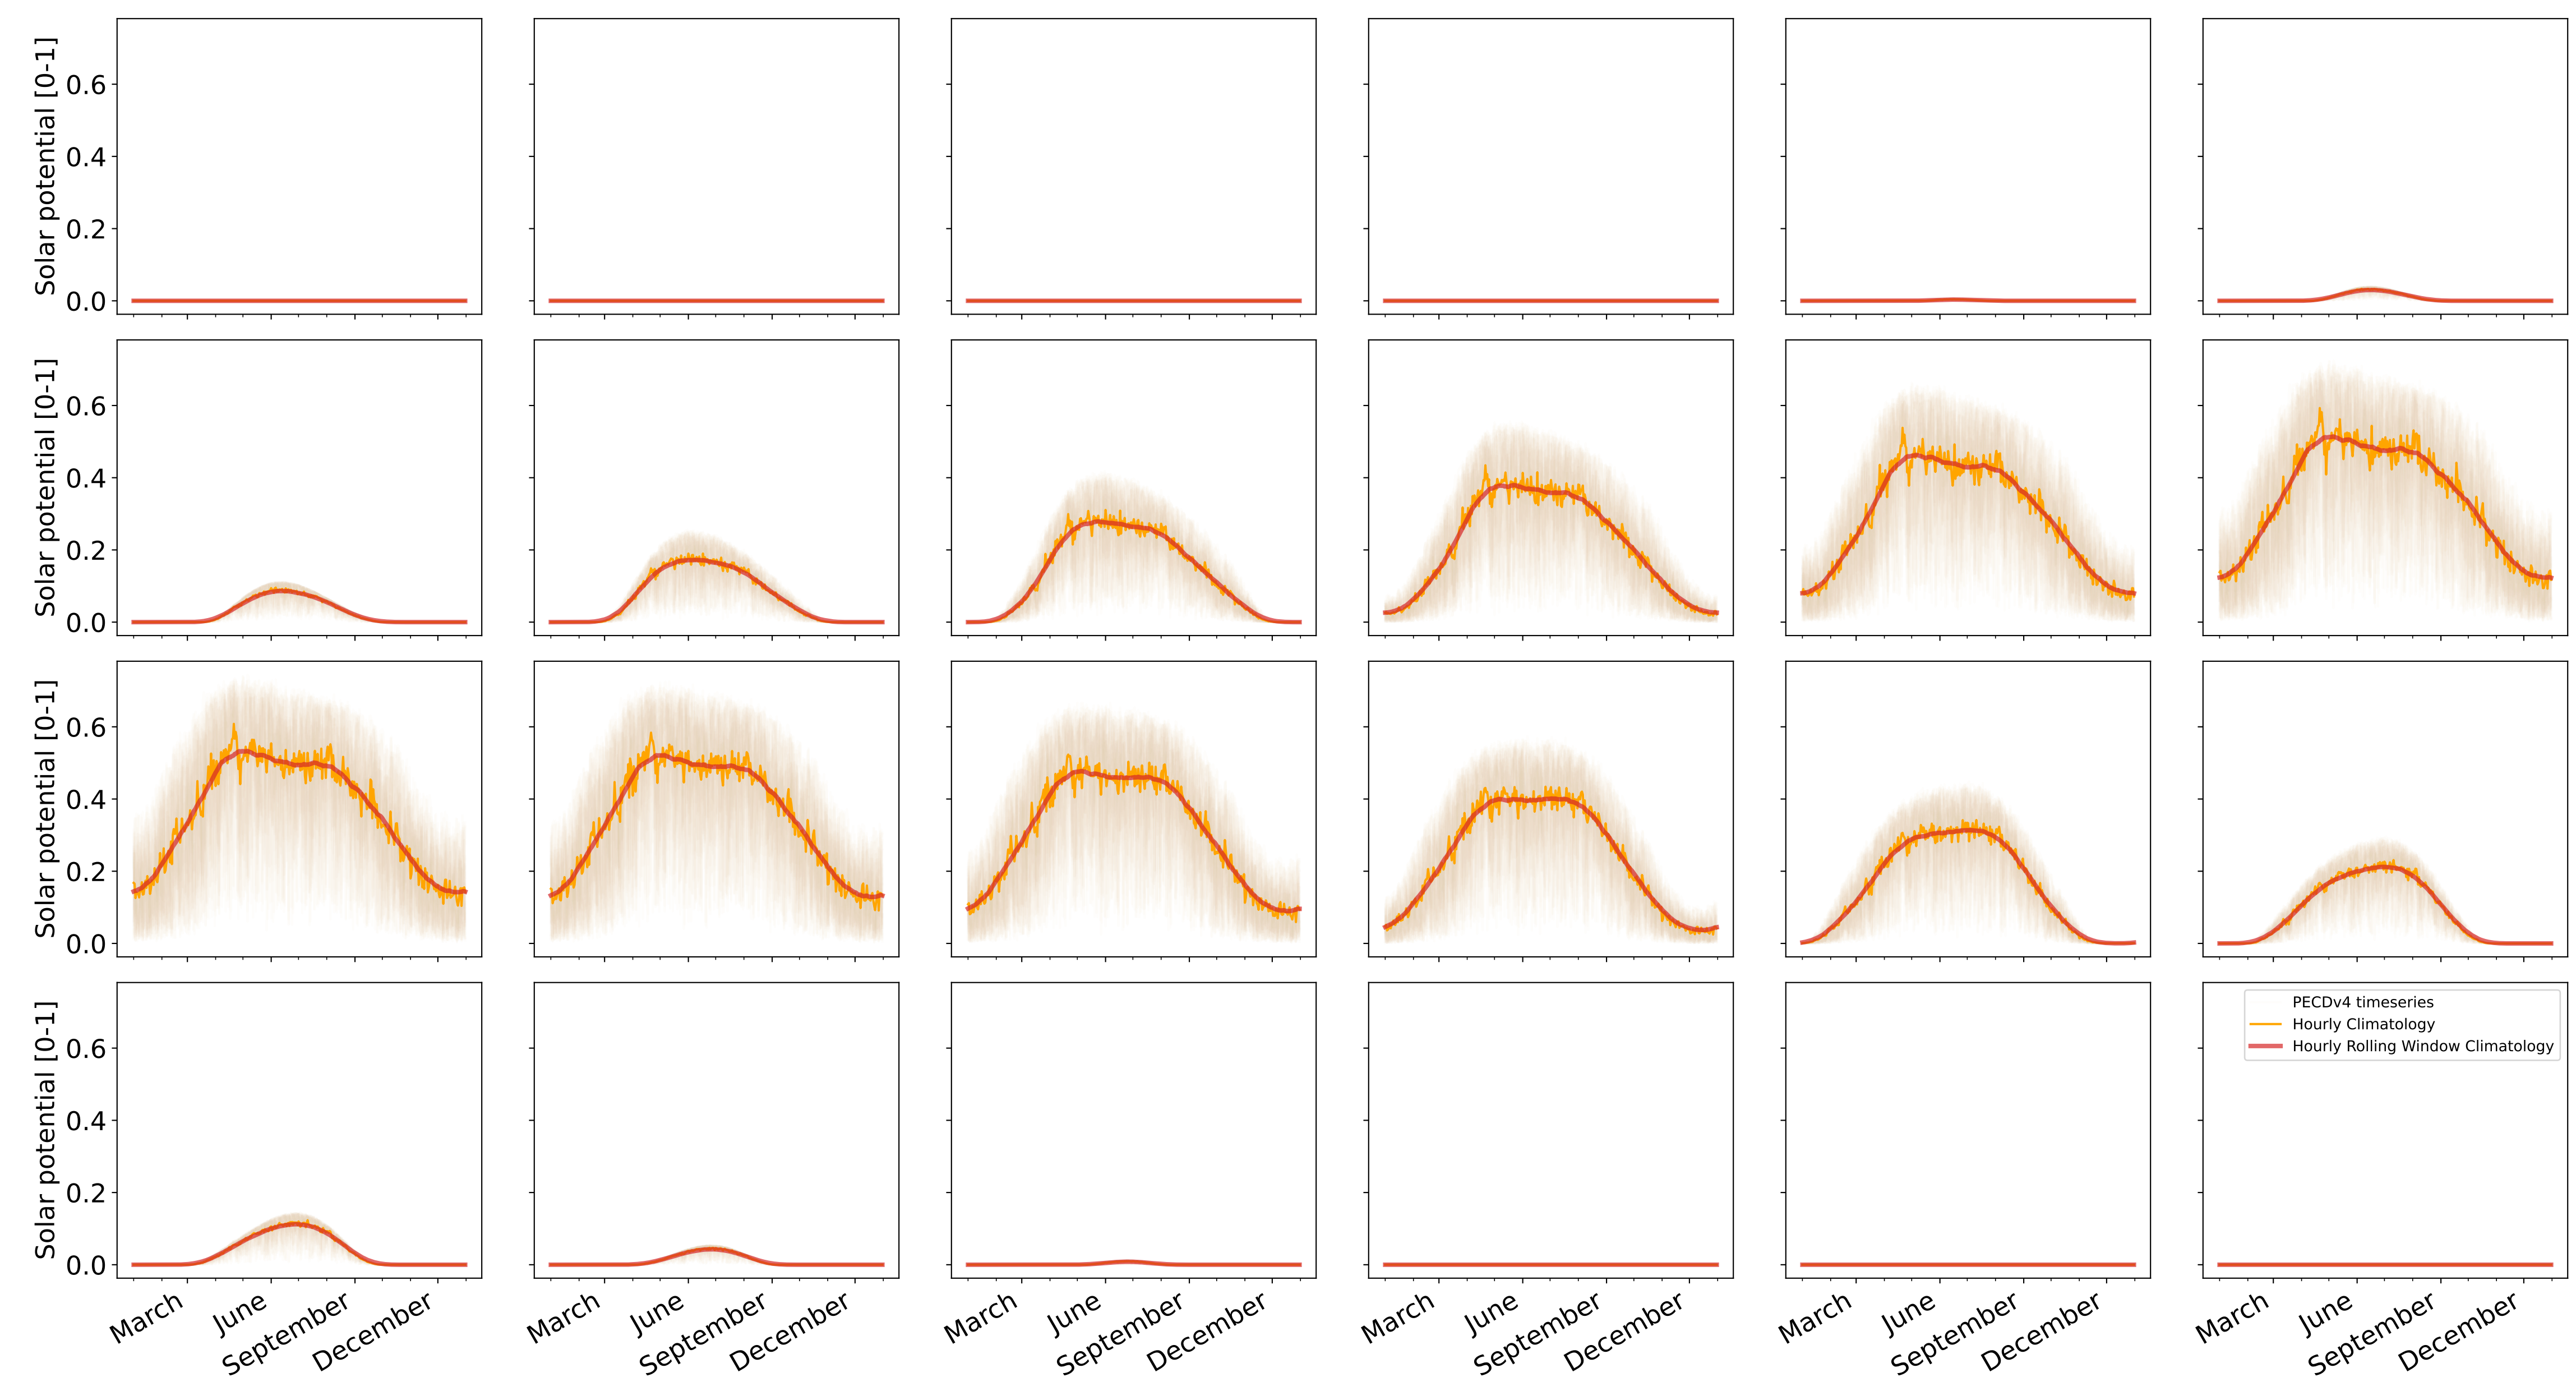 Solar potential [0-1]
0.6
0.4
0.2
0.0
Solar potential [0-1]
0.6
0.4
0.2
0.0
Solar potential [0-1]
0.6
0.4
0.2
0.0
Solar potential [0-1]
0.6
0.4
0.2
0.0
PECDv4 timeseries
Hourly Climatology
Hourly Rolling Window Climatology
March June September December
March June September December
March June September December
March June September December
March June September December
March June September December